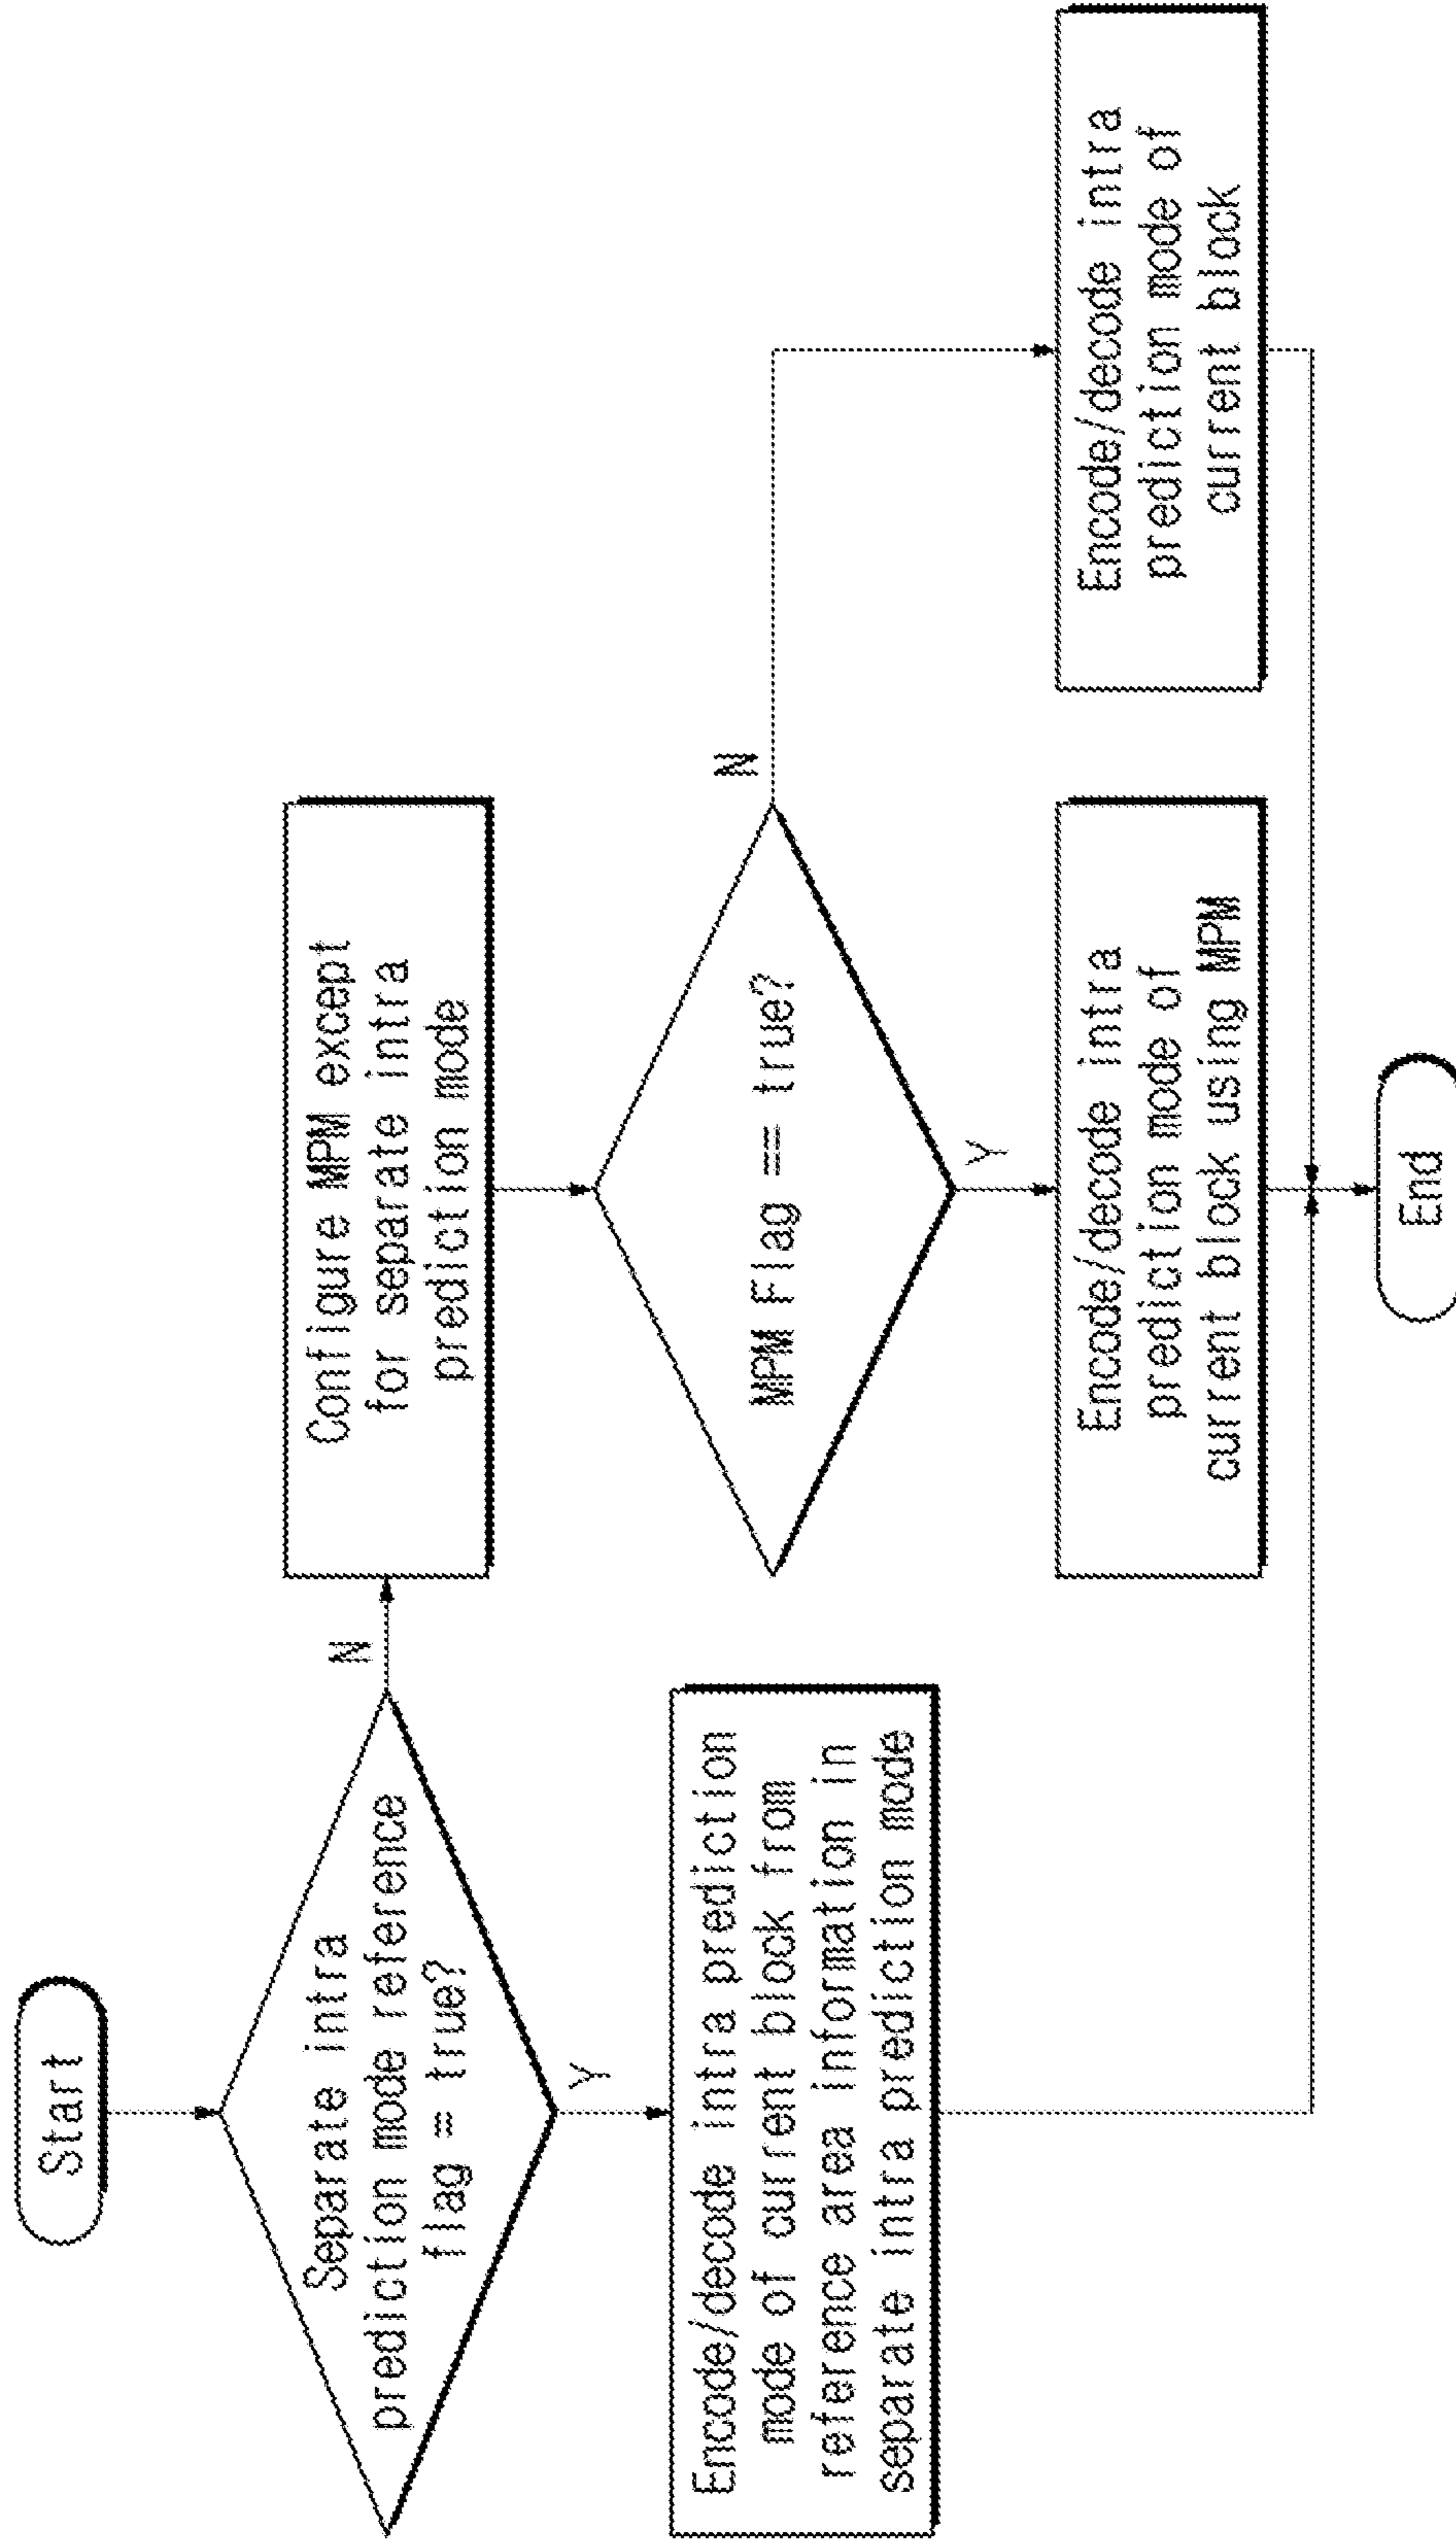 Start
Separate intra
prediction mode reference
flag = true?
N
Y
Configure MPM except
for separate intra
prediction mode
Encode/decode intra prediction
mode of current block from
reference area information in
separate intra prediction mode
MPM Flag == true?
N
Y
Encode/decode intra
prediction mode of
current block using MPM
Encode/decode intra
prediction mode of
current block
End